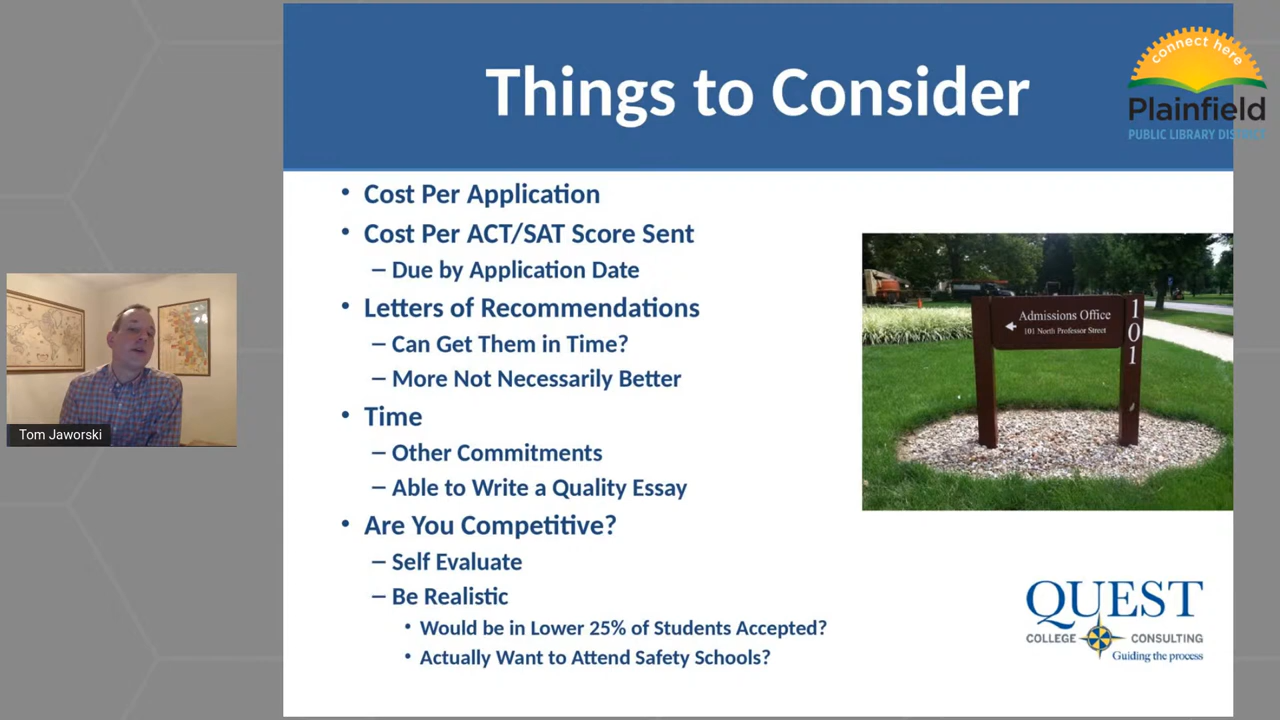 Things to Consider
connect here
Plainfield
PUBLIC LIBRARY DISTRICT
• Cost Per Application
• Cost Per ACT/SAT Score Sent
– Due by Application Date
• Letters of Recommendations
– Can Get Them in Time?
– More Not Necessarily Better
• Time
– Other Commitments
– Able to Write a Quality Essay
• Are You Competitive?
– Self Evaluate
– Be Realistic
• Would be in Lower 25% of Students Accepted?
• Actually Want to Attend Safety Schools?
Admissions Office
101 North Professor Street
101
Tom Jaworski
QUEST
COLLEGE CONSULTING
Guiding the process